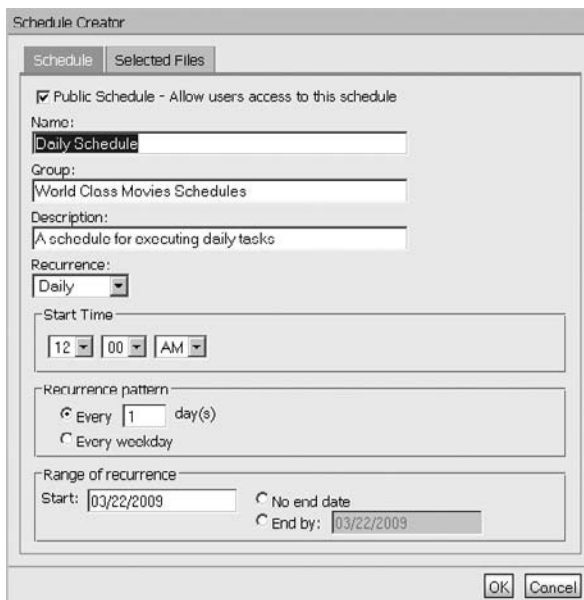 Schedule Creator
Schedule Selected Files
Public Schedule - Allow users access to this schedule
Name:
Daily Schedule
Group:
World Class Movies Schedules
Description:
A schedule for executing daily tasks
Recurrence:
Daily
Start Time
12 00 AM
Recurrence pattern
Every 1 day(s)
Every weekday
Range of recurrence
Start: 03/22/2009 No end date
End by: 03/22/2009
OK Cancel